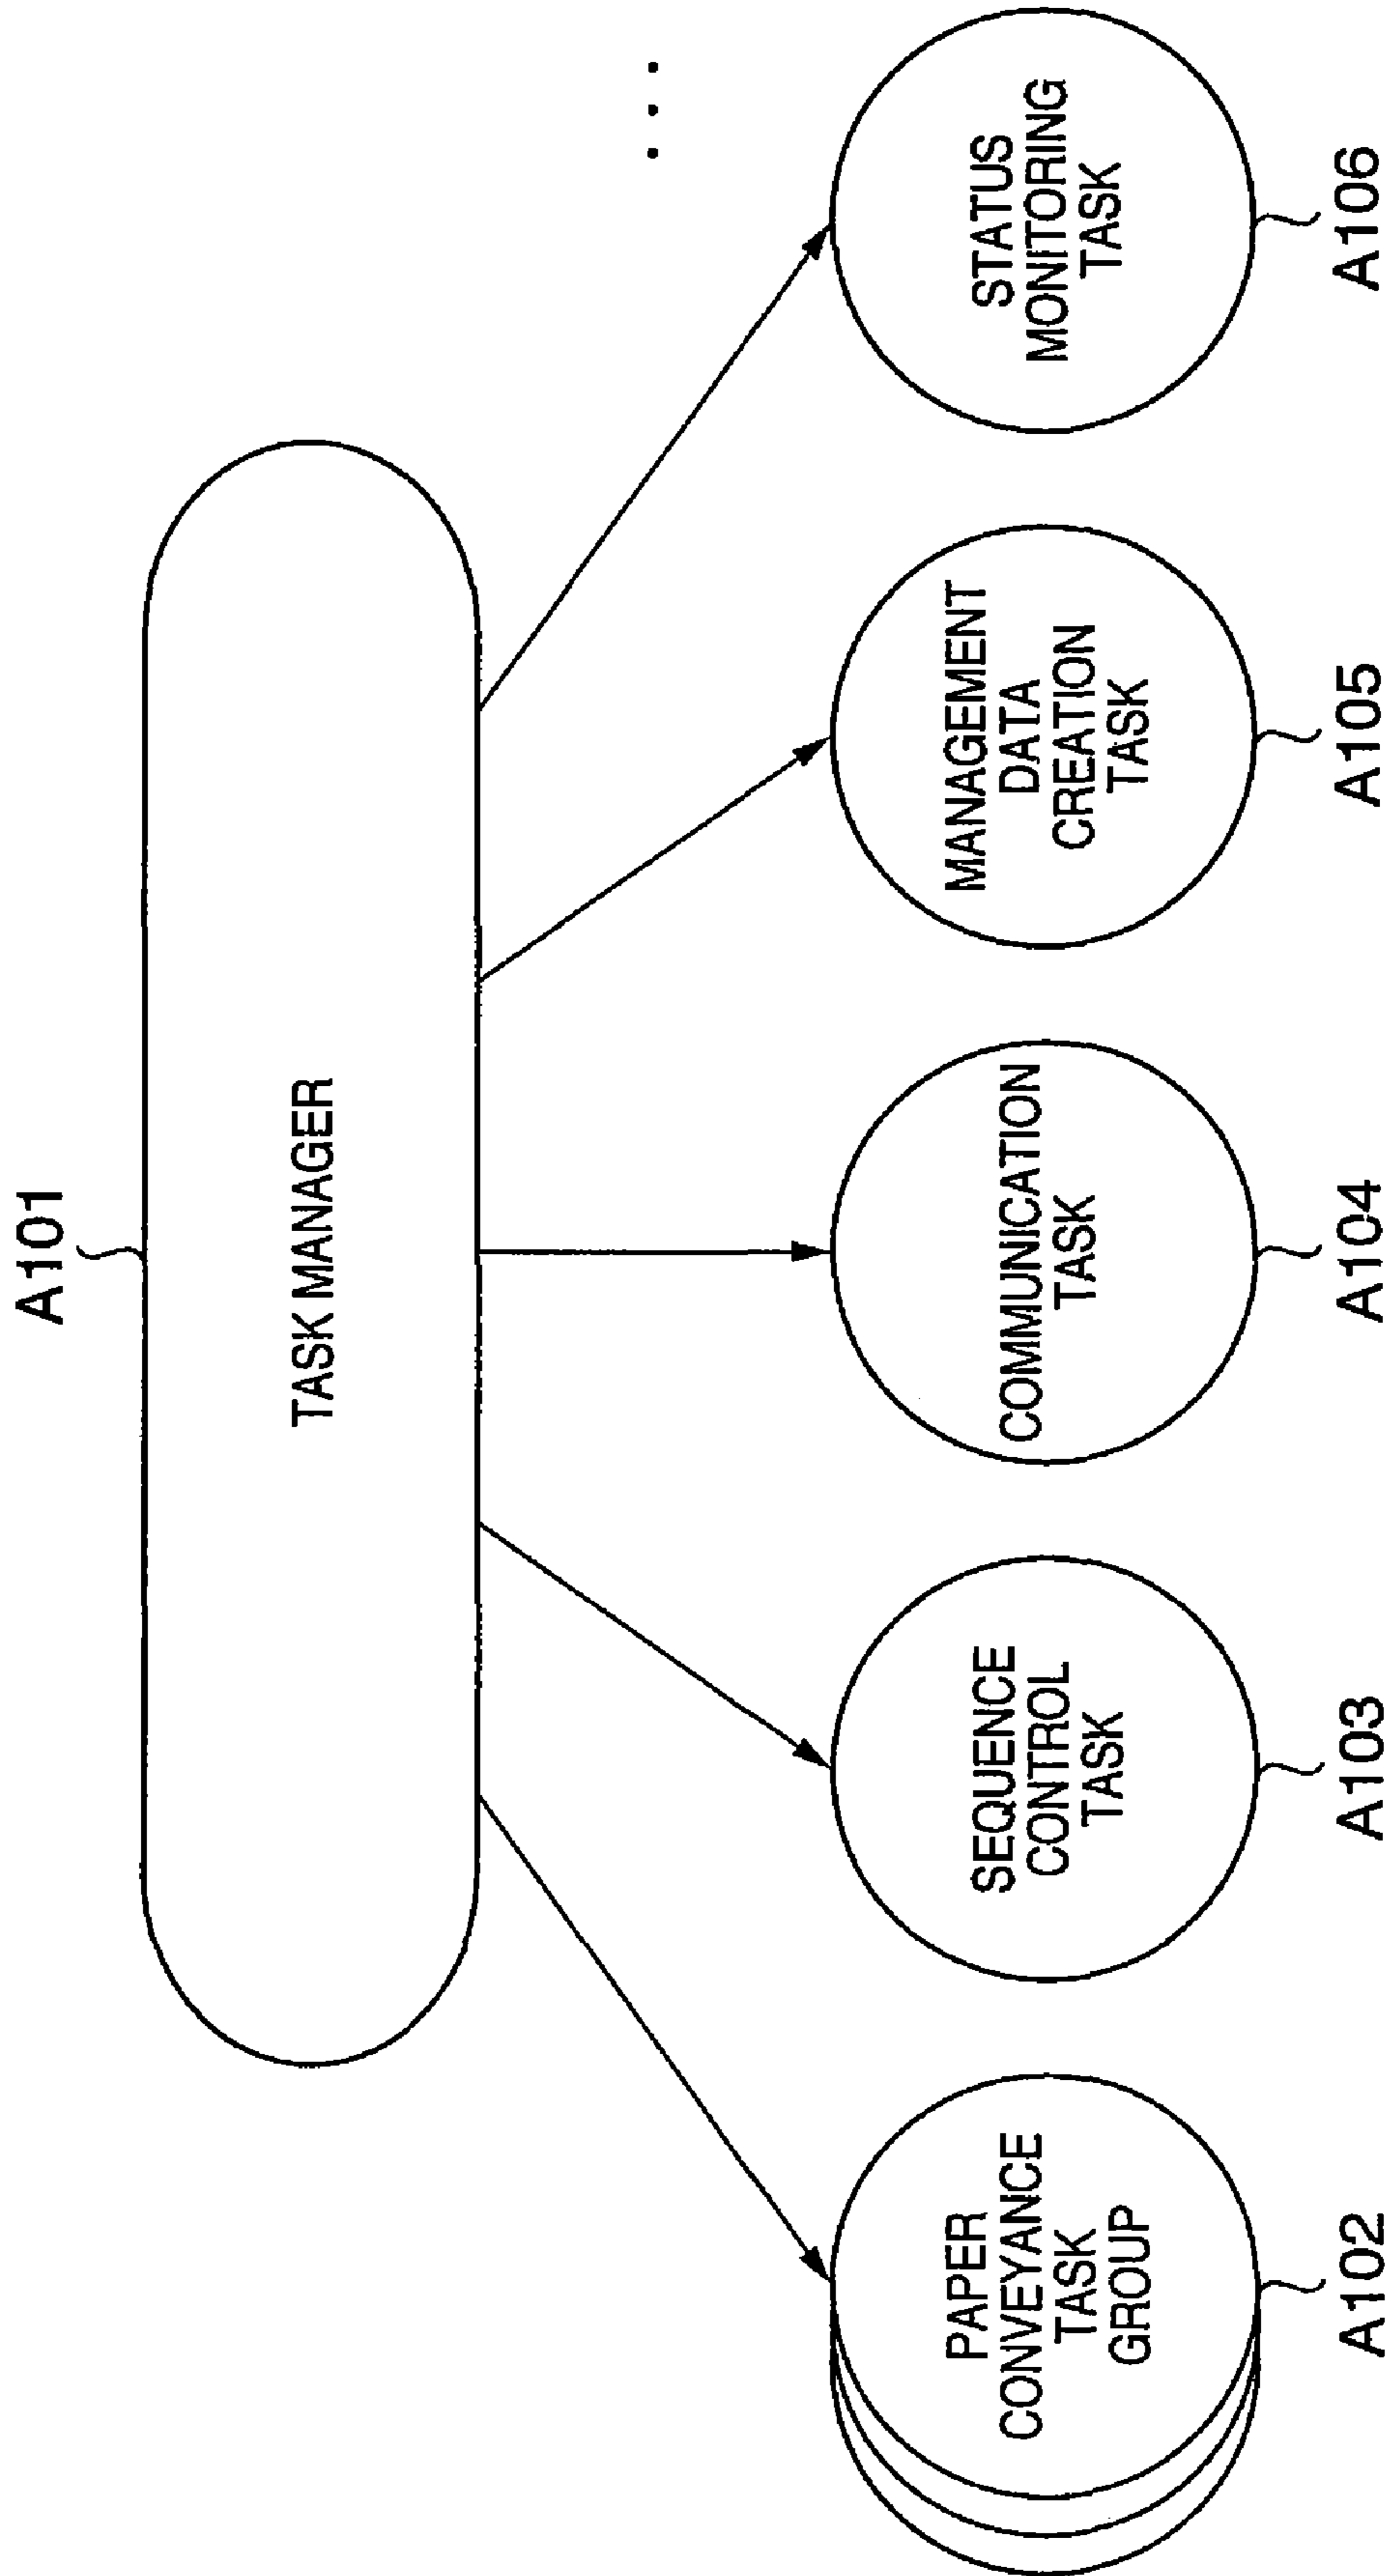 A101
TASK MANAGER
. . .
PAPER
CONVEYANCE
TASK
GROUP
A102
SEQUENCE
CONTROL
TASK
A103
COMMUNICATION
TASK
A104
MANAGEMENT
DATA
CREATION
TASK
A105
STATUS
MONITORING
TASK
A106